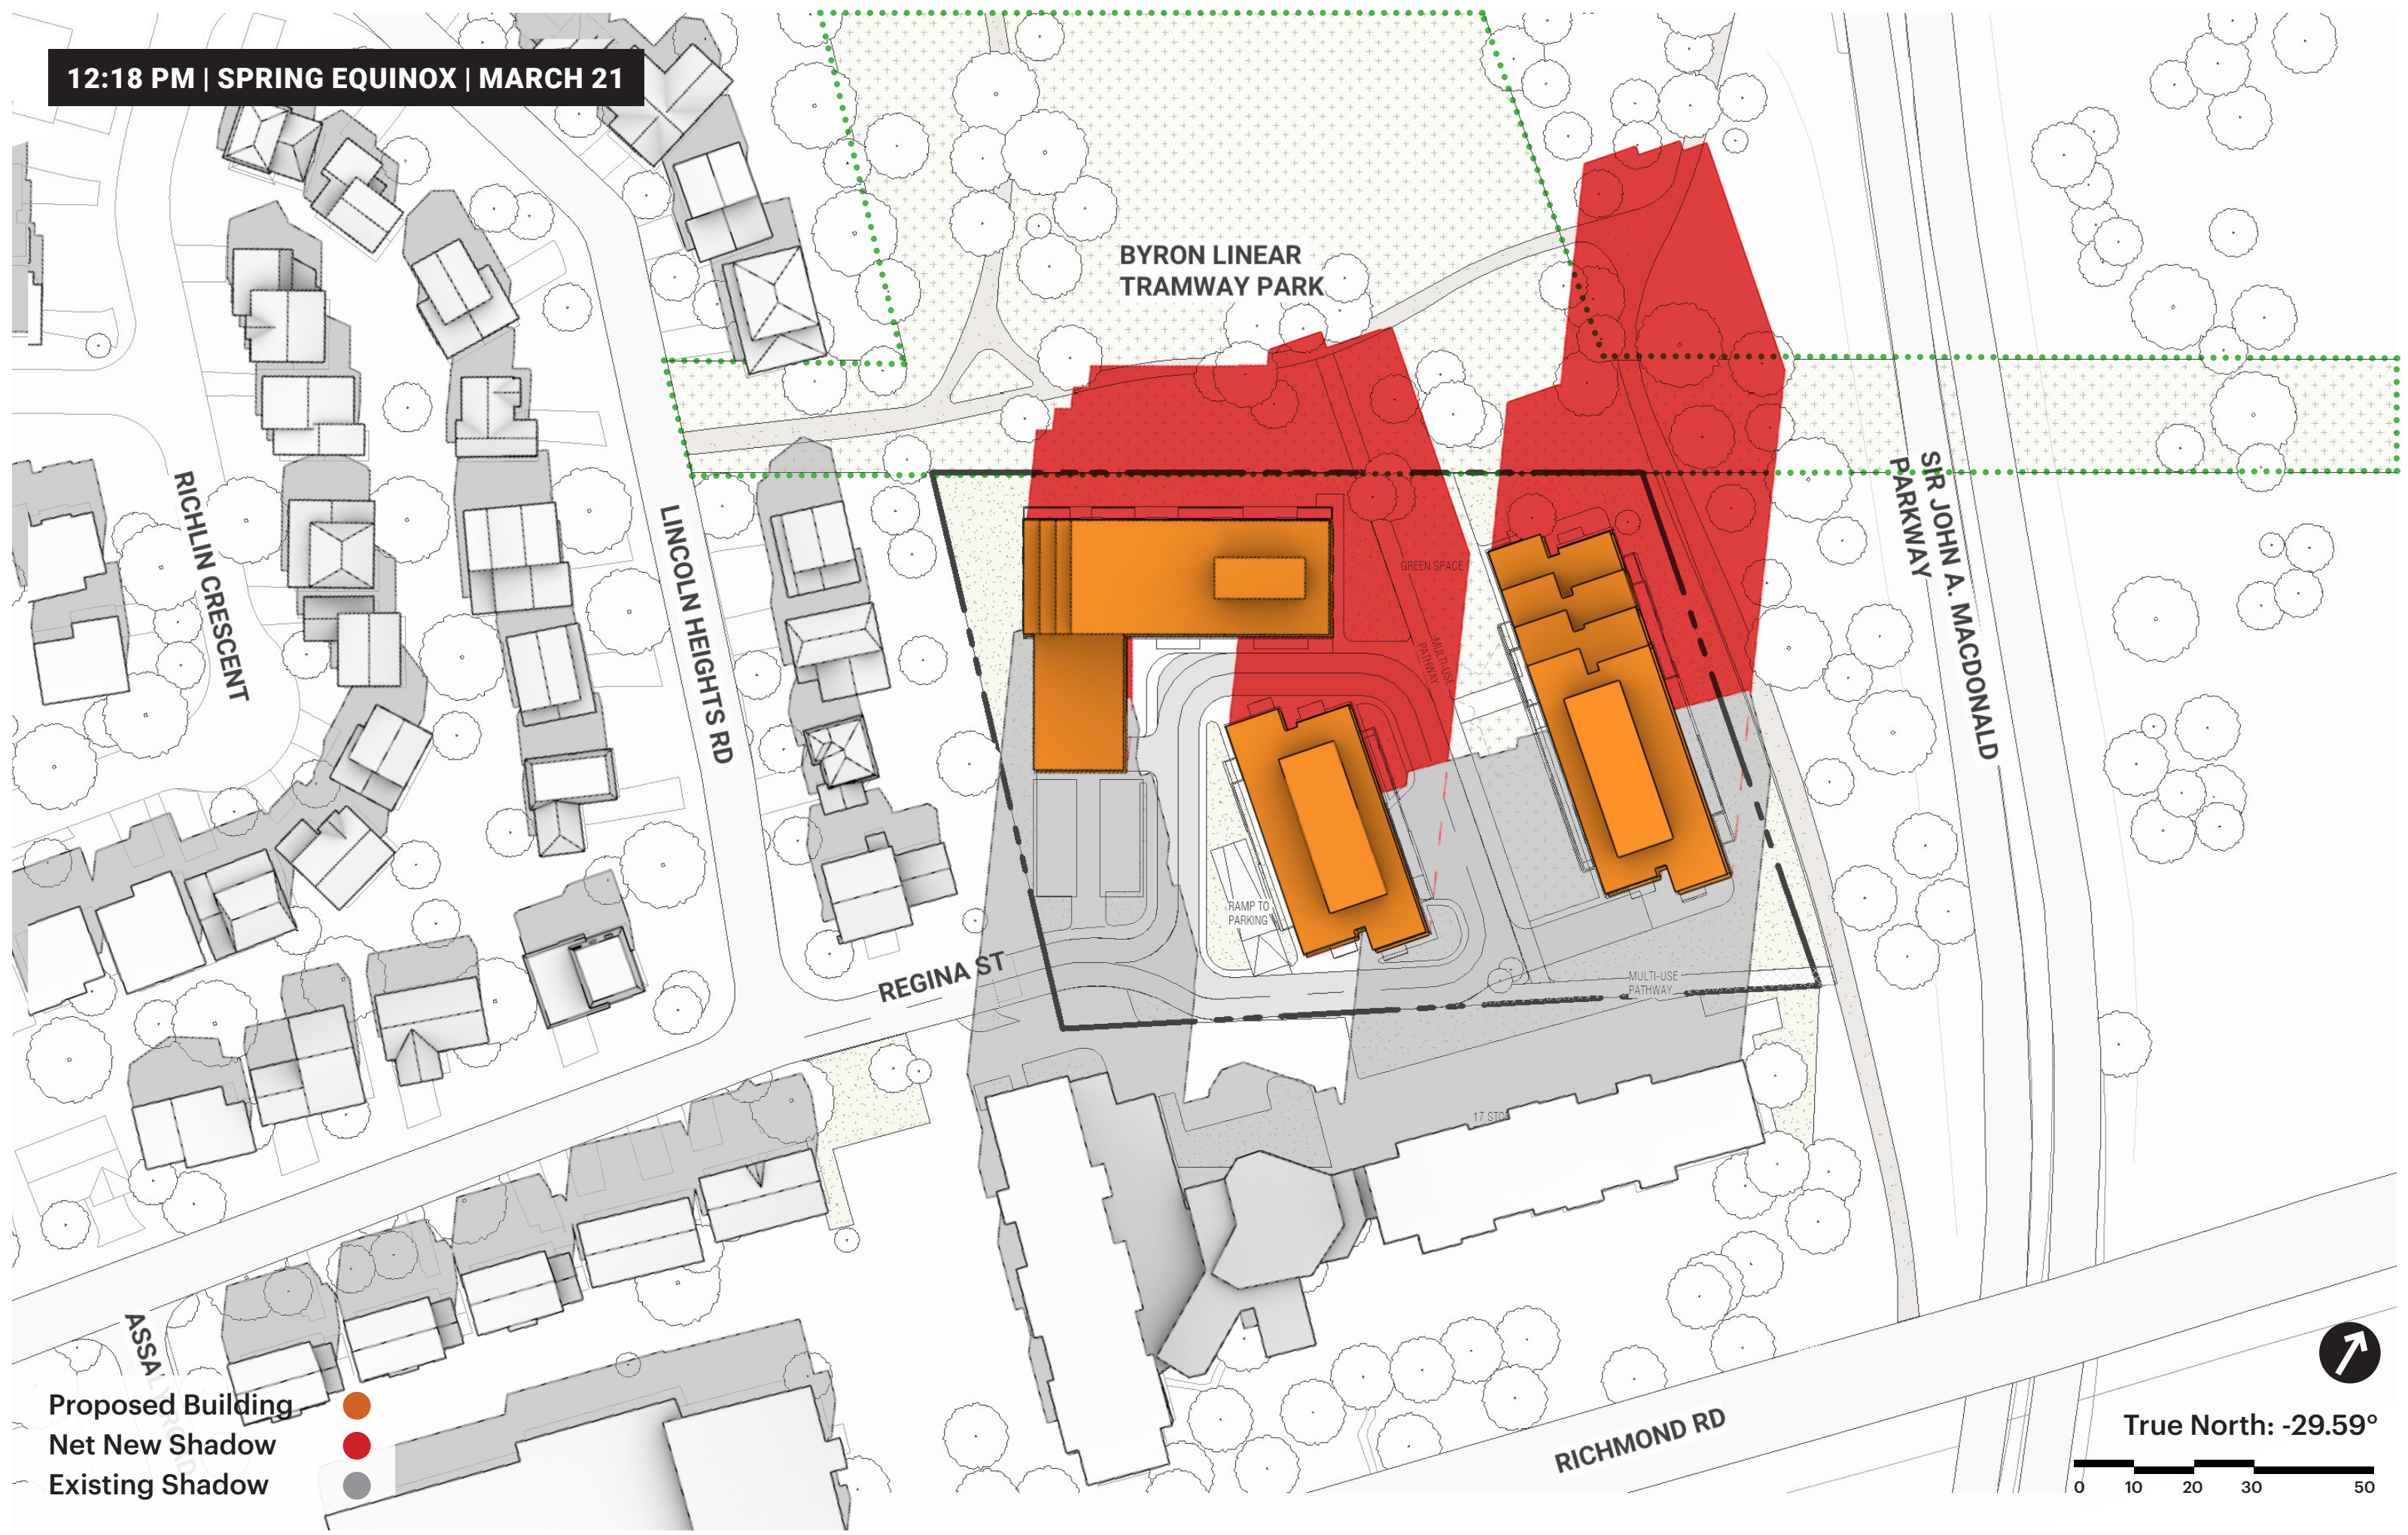 12:18 PM | SPRING EQUINOX | MARCH 21
BYRON LINEAR
TRAMWAY PARK
RICHLIN CRESCENT
LINCOLN HEIGHTS RD
SIR JOHN A. MACDONALD
PARKWAY
GREEN SPACE
MULTI-USE
PATHWAY
RAMP TO
PARKING
REGINA ST
MULTI-USE
PATHWAY
17 STO
ASSALY ROAD
RICHMOND RD
Proposed Building
Net New Shadow
Existing Shadow
True North: -29.59°
0 10 20 30 50